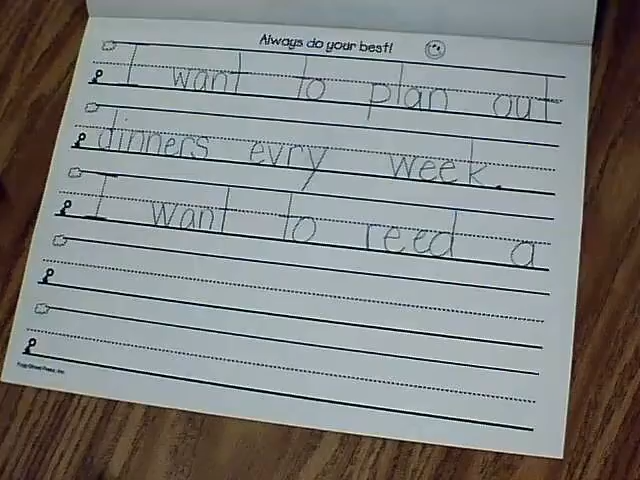 Always do your best!
I want to plan out
dinners evry week.
I want to reed a